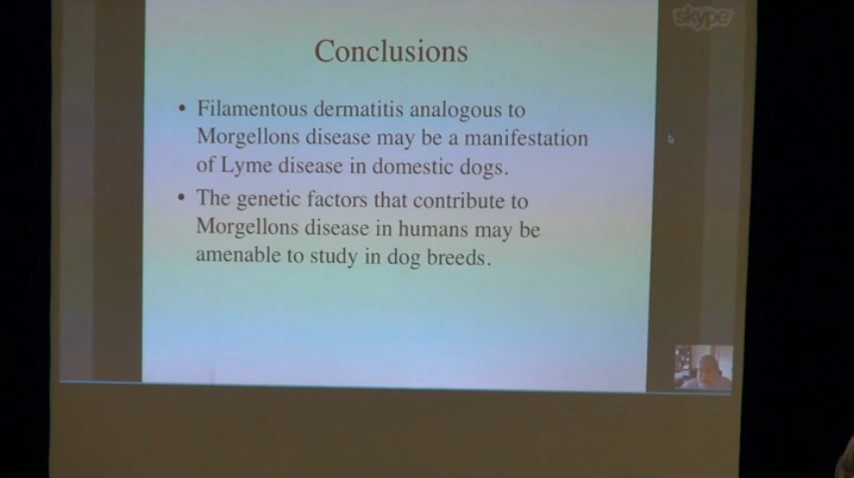 skype
Conclusions
• Filamentous dermatitis analogous to
Morgellons disease may be a manifestation
of Lyme disease in domestic dogs.
• The genetic factors that contribute to
Morgellons disease in humans may be
amenable to study in dog breeds.